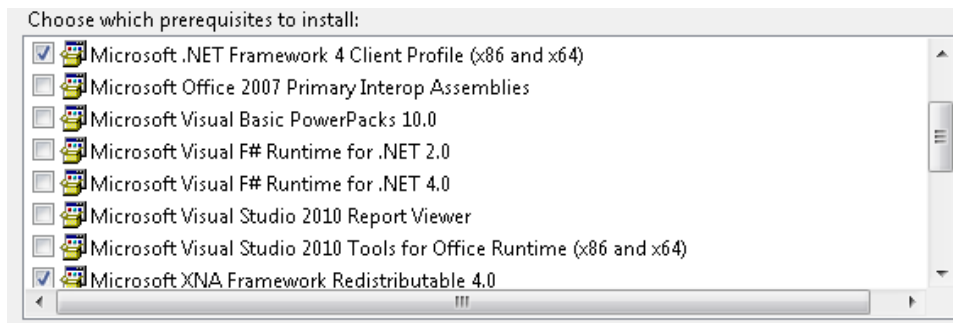 Choose which prerequisites to install:
Microsoft .NET Framework 4 Client Profile (x86 and x64)
Microsoft Office 2007 Primary Interop Assemblies
Microsoft Visual Basic PowerPacks 10.0
Microsoft Visual F# Runtime for .NET 2.0
Microsoft Visual F# Runtime for .NET 4.0
Microsoft Visual Studio 2010 Report Viewer
Microsoft Visual Studio 2010 Tools for Office Runtime (x86 and x64)
Microsoft XNA Framework Redistributable 4.0